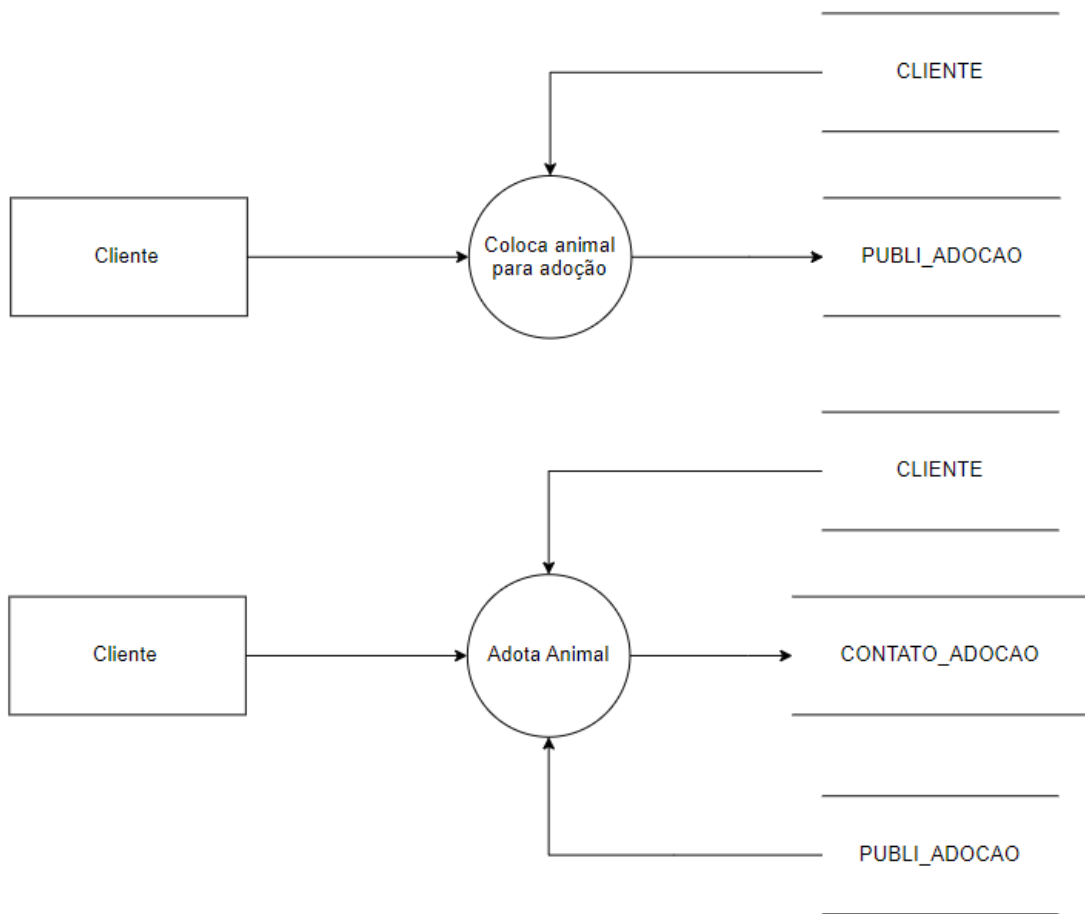 CLIENTE
Cliente
Coloca animal
para adoção
PUBLI_ADOCAO
CLIENTE
Cliente
Adota Animal
CONTATO_ADOCAO
PUBLI_ADOCAO